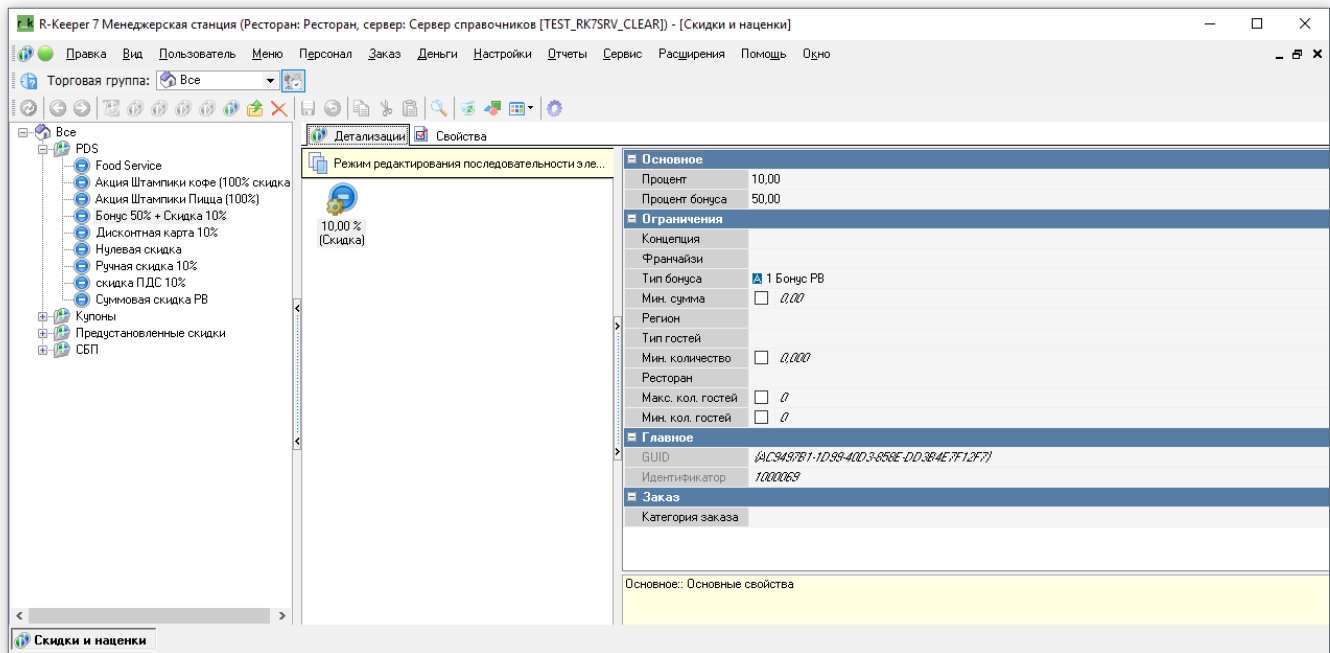 R-Keeper 7 Менеджерская станция (Ресторан: Ресторан, сервер: Сервер справочников [TEST_RK7SRV_CLEAR]) - [Скидки и наценки]
Правка Вид Пользователь Меню Персонал Заказ Деньги Настройки Отчеты Сервис Расширения Помощь Окно
Торговая группа: Все
Все
PDS
Food Service
Акция Штампики кофе (100% скидка
Акция Штампики Пицца (100%)
Бонус 50% + Скидка 10%
Дисконтная карта 10%
Нулевая скидка
Ручная скидка 10%
скидка ПДС 10%
Суммовая скидка РВ
Купоны
Предустановленные скидки
СБП
Детализации Свойства
Режим редактирования последовательности эле...
10,00 %
(Скидка)
Основное
Процент 10,00
Процент бонуса 50,00
Ограничения
Концепция
Франчайзи
Тип бонуса 1 Бонус РВ
Мин. сумма 0,00
Регион
Тип гостей
Мин. количество 0,000
Ресторан
Макс. кол. гостей 0
Мин. кол. гостей 0
Главное
GUID {AC9497B1-1D99-40D3-858E-DD3B4E7F12F7}
Идентификатор 1000069
Заказ
Категория заказа
Основное:: Основные свойства
Скидки и наценки